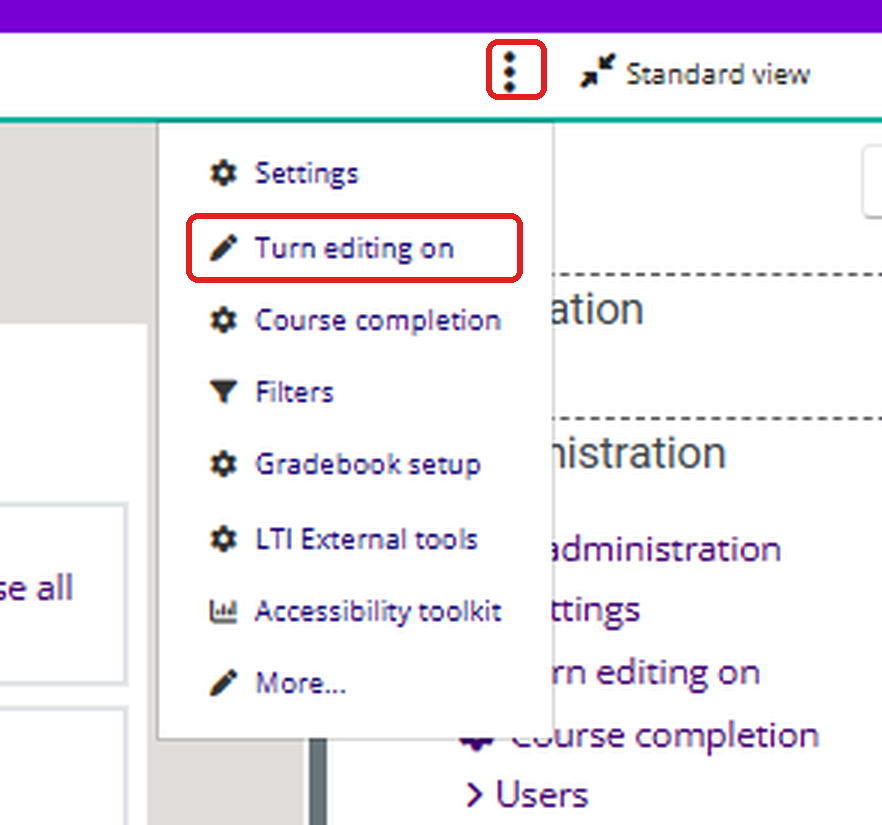 Standard view
Settings
Turn editing on
Course completion
Filters
Gradebook setup
LTI External tools
Accessibility toolkit
More...
ation
nistration
administration
ttings
rn editing on
Course completion
Users
se all